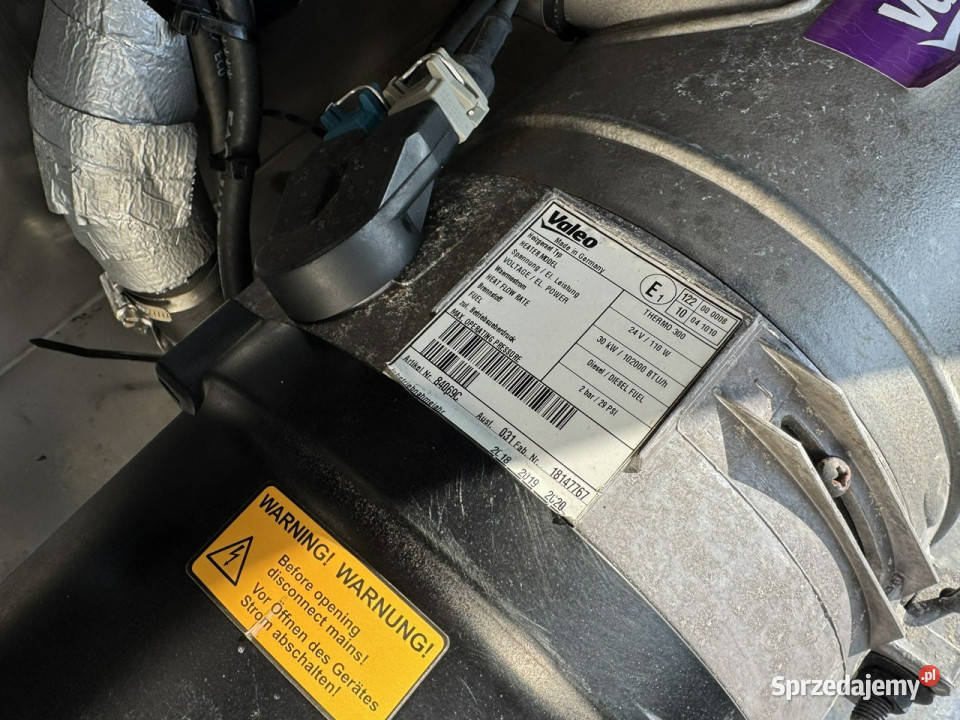 Valeo
Valeo
Made in Germany
E1
122 00 0008
10 04 1010
Heizgerät Typ
HEATER MODEL
THERMO 300
Spannung / El. Leistung
VOLTAGE / EL. POWER
24 V / 110 W
Wärmestrom
HEAT FLOW RATE
30 kW / 102000 BTU/h
Brennstoff
FUEL
Diesel / DIESEL FUEL
zul. Betriebsüberdruck
MAX. OPERATING PRESSURE
2 bar / 29 PSI
Artikel Nr. 84069C Ausf. 031 Fab. Nr. 18147767
2018 2019 2020
WARNING! WARNUNG!
Before opening
disconnect mains!
Vor Öffnen des Gerätes
Strom abschalten!
Sprzedajemy.pl